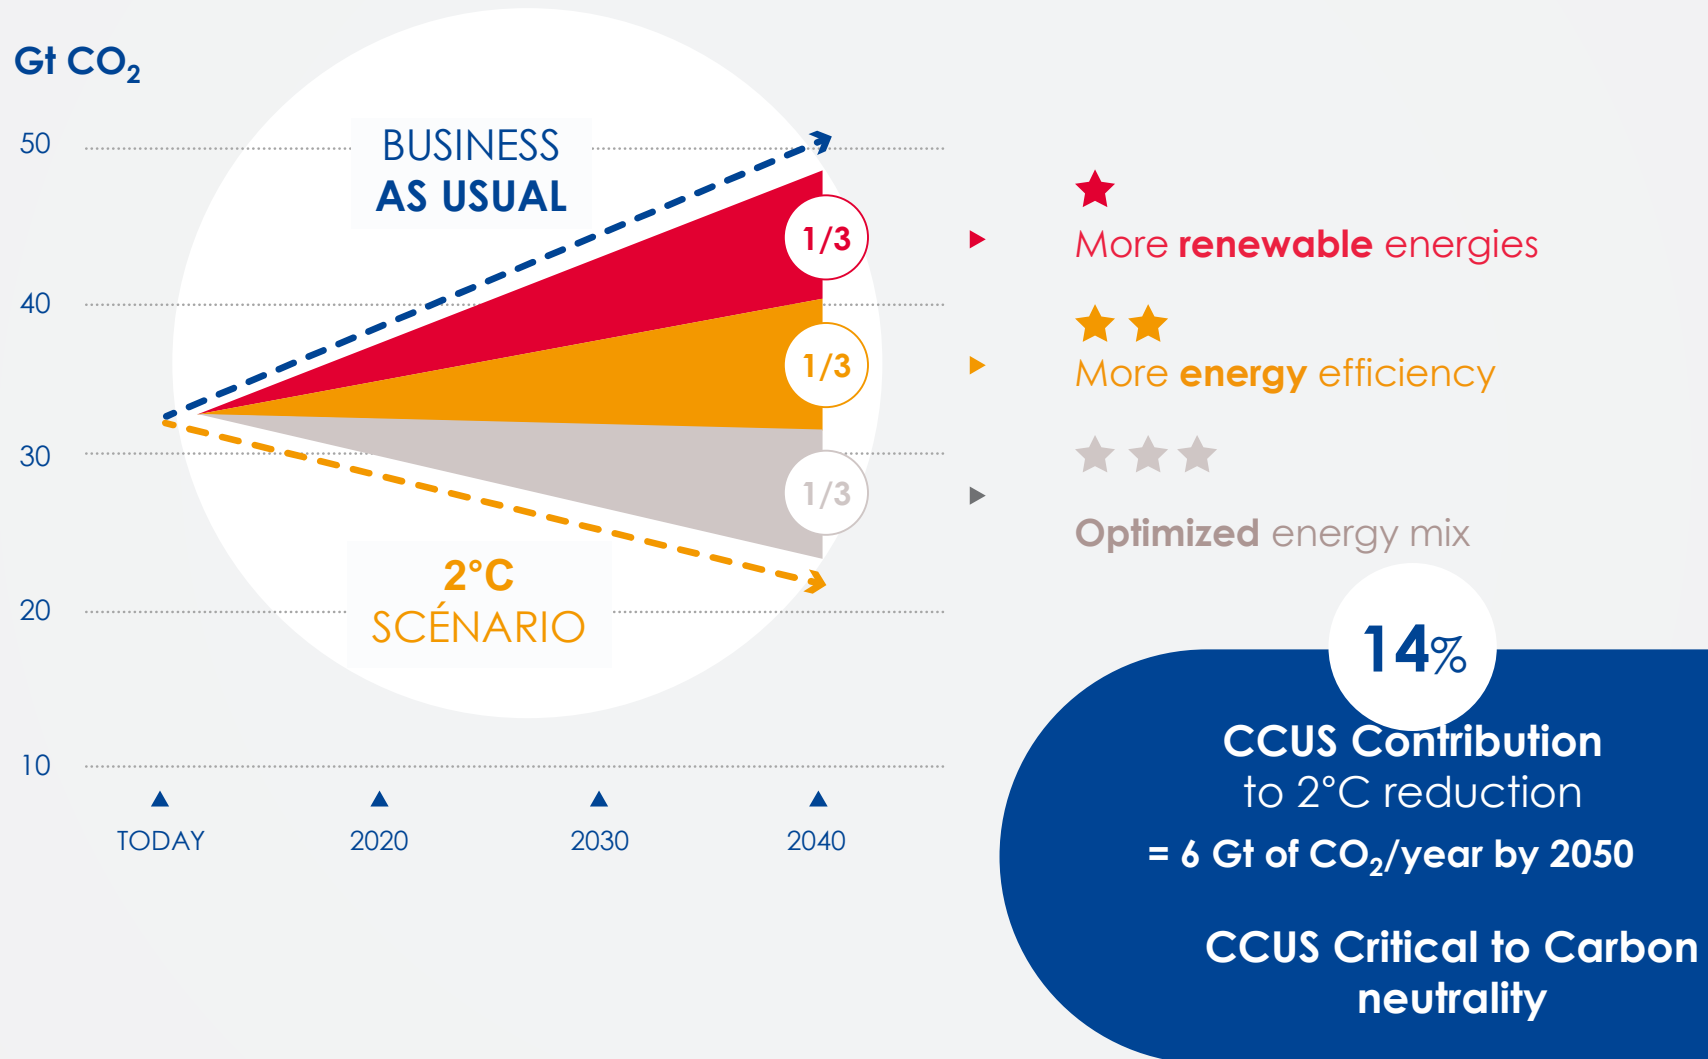 Gt CO₂
50
40
30
20
10
BUSINESS
AS USUAL
2°C
SCÉNARIO
1/3
1/3
1/3
TODAY
2020
2030
2040
More renewable energies
More energy efficiency
Optimized energy mix
14%
CCUS Contribution
to 2°C reduction
= 6 Gt of CO₂/year by 2050
CCUS Critical to Carbon
neutrality